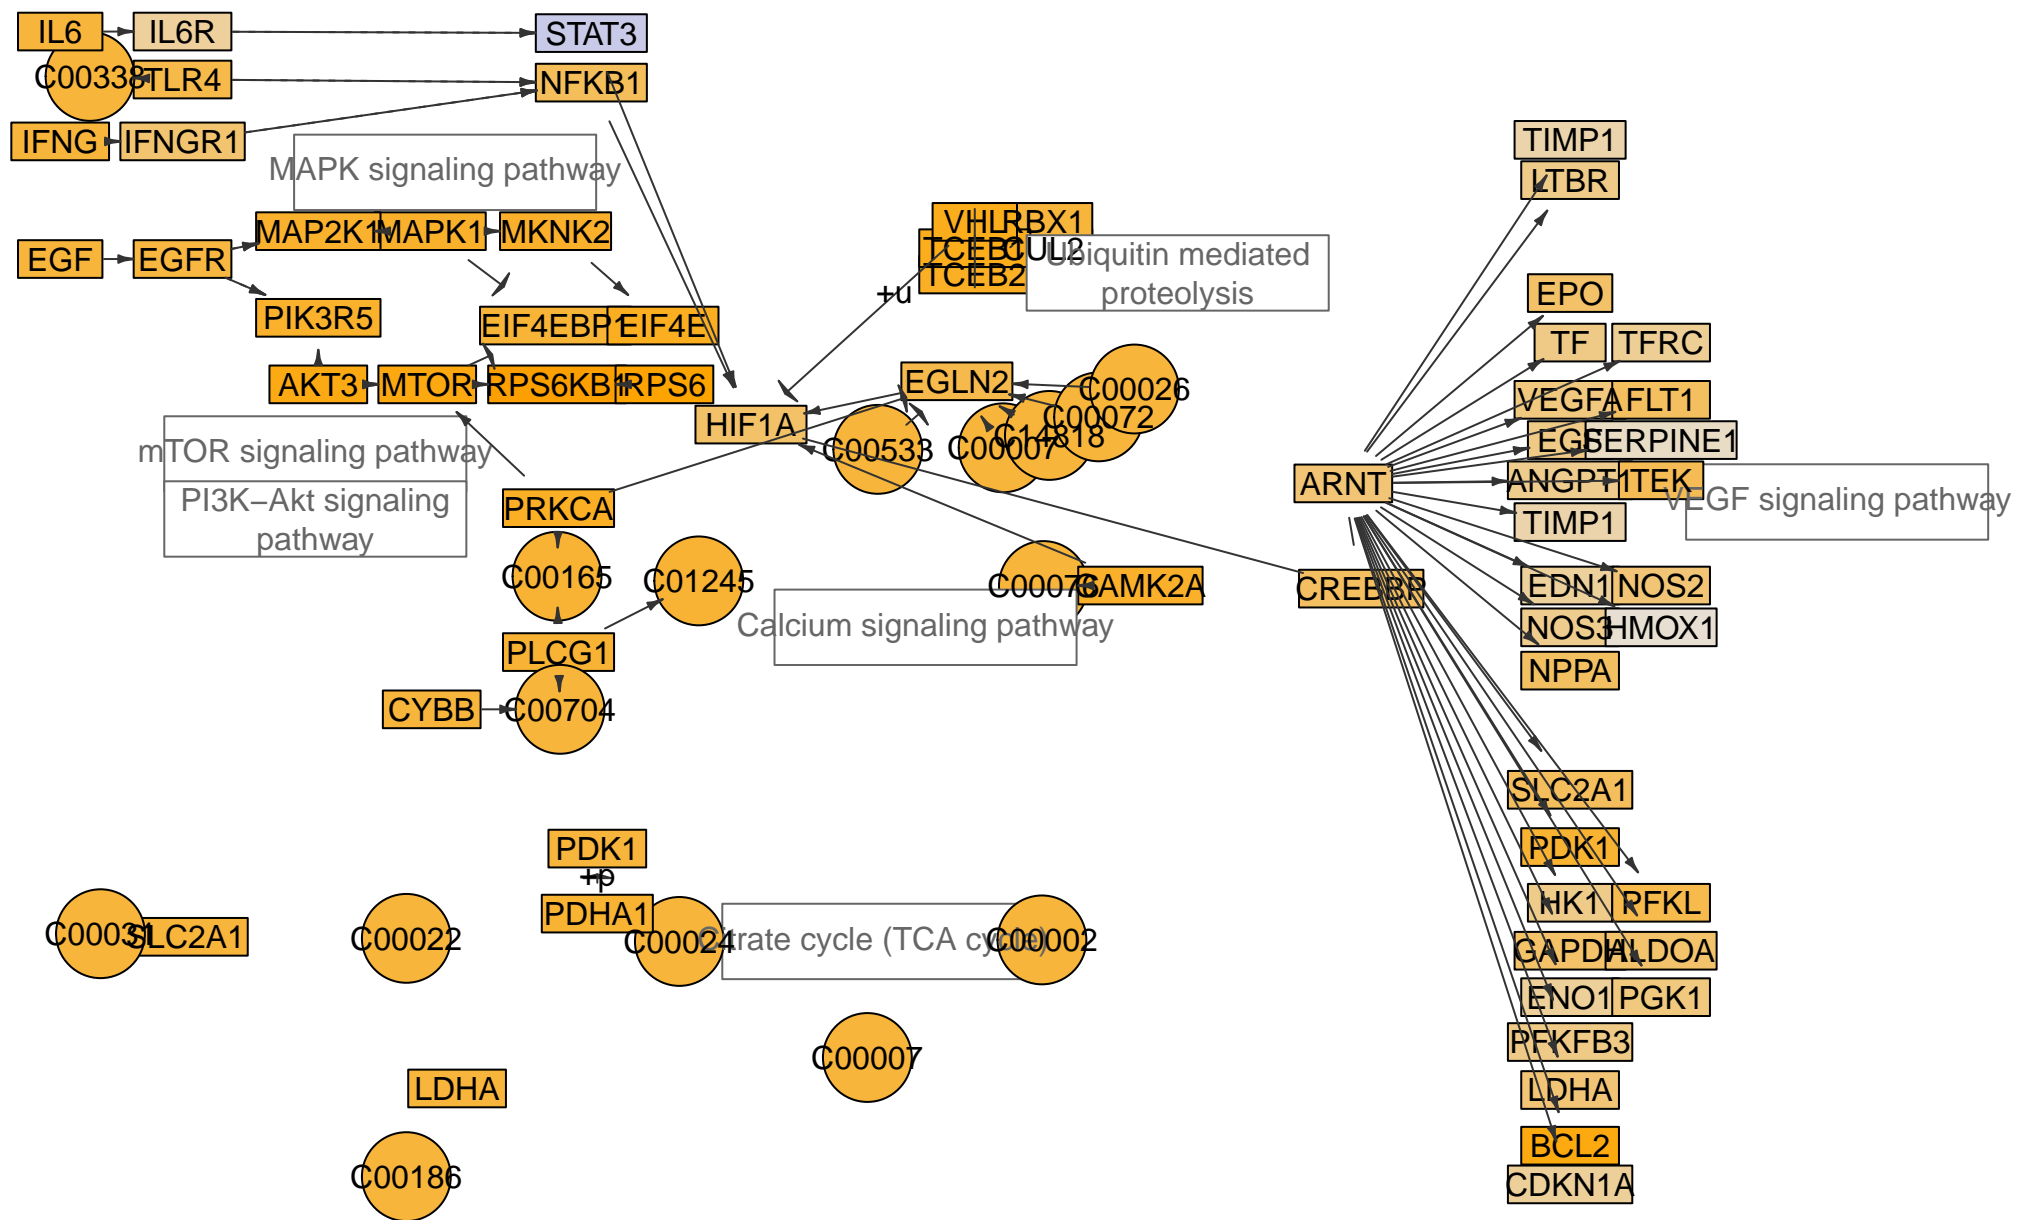 IL6
IL6R
STAT3
C00338
TLR4
NFKB1
IFNG
IFNGR1
MAPK signaling pathway
MAP2K1
MAPK1
MKNK2
EGF
EGFR
PIK3R5
EIF4EBP1
EIF4E
AKT3
MTOR
RPS6KB1
RPS6
mTOR signaling pathway
PI3K–Akt signaling
pathway
PRKCA
C00165
C01245
PLCG1
CYBB
C00704
VHL
RBX1
TCEB1
CUL2
TCEB2
Ubiquitin mediated
proteolysis
+u
EGLN2
HIF1A
C00533
C00007
C14818
C00072
C00026
C00076
CAMK2A
Calcium signaling pathway
ARNT
CREBBP
TIMP1
LTBR
EPO
TF
TFRC
VEGFA
FLT1
EGF
SERPINE1
ANGPT1
TEK
VEGF signaling pathway
TIMP1
EDN1
NOS2
NOS3
HMOX1
NPPA
SLC2A1
PDK1
HK1
PFKL
GAPDH
ALDOA
ENO1
PGK1
PFKFB3
LDHA
BCL2
CDKN1A
PDK1
+p
PDHA1
C00031
SLC2A1
C00022
C00024
Citrate cycle (TCA cycle)
C00002
C00007
LDHA
C00186